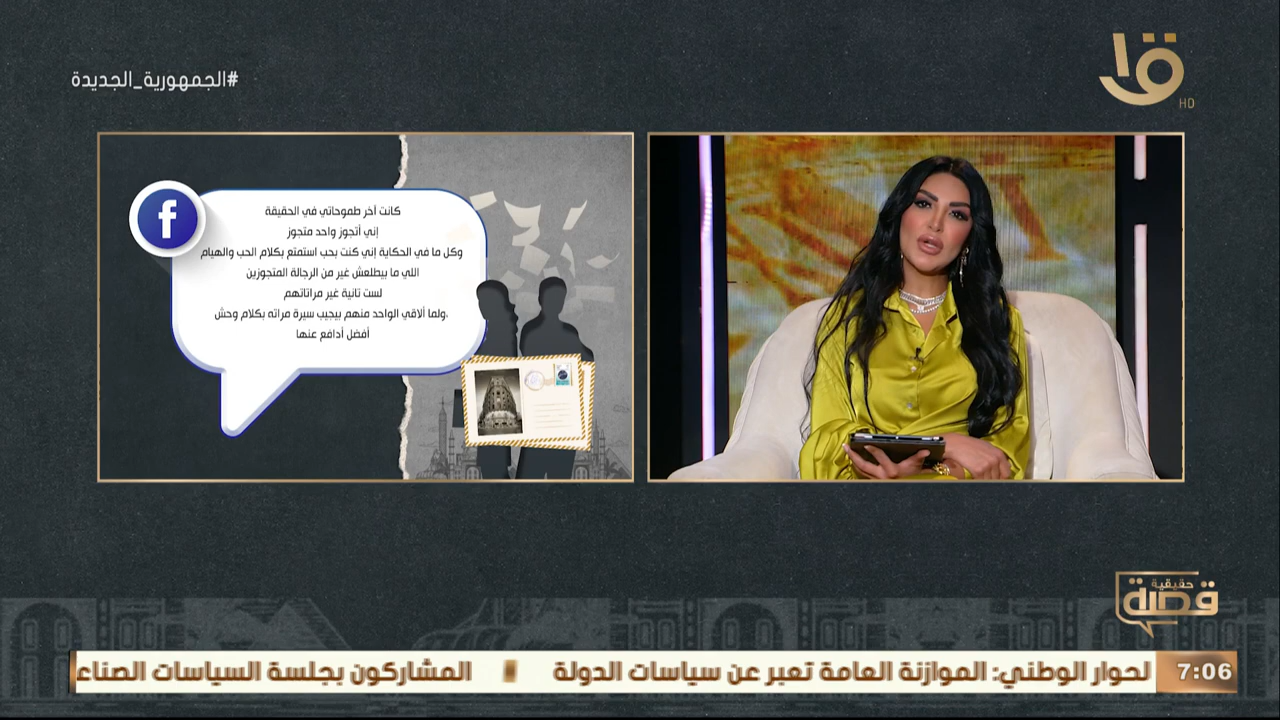 #الجمهورية_الجديدة
HD
كانت أخر طموحاتي في الحقيقة
إني أتجوز واحد متجوز
وكل ما في الحكاية إني كنت بحب استمتع بكلام الحب والهيام
اللي ما بيطلعش غير من الرجالة المتجوزين
لست تانية غير مراتاتهم
.ولما ألاقي الواحد منهم بيجيب سيرة مراته بكلام وحش
أفضل أدافع عنها
قصة
حقيقية
7:06
لحوار الوطني: الموازنة العامة تعبر عن سياسات الدولة
المشاركون بجلسة السياسات الصناع